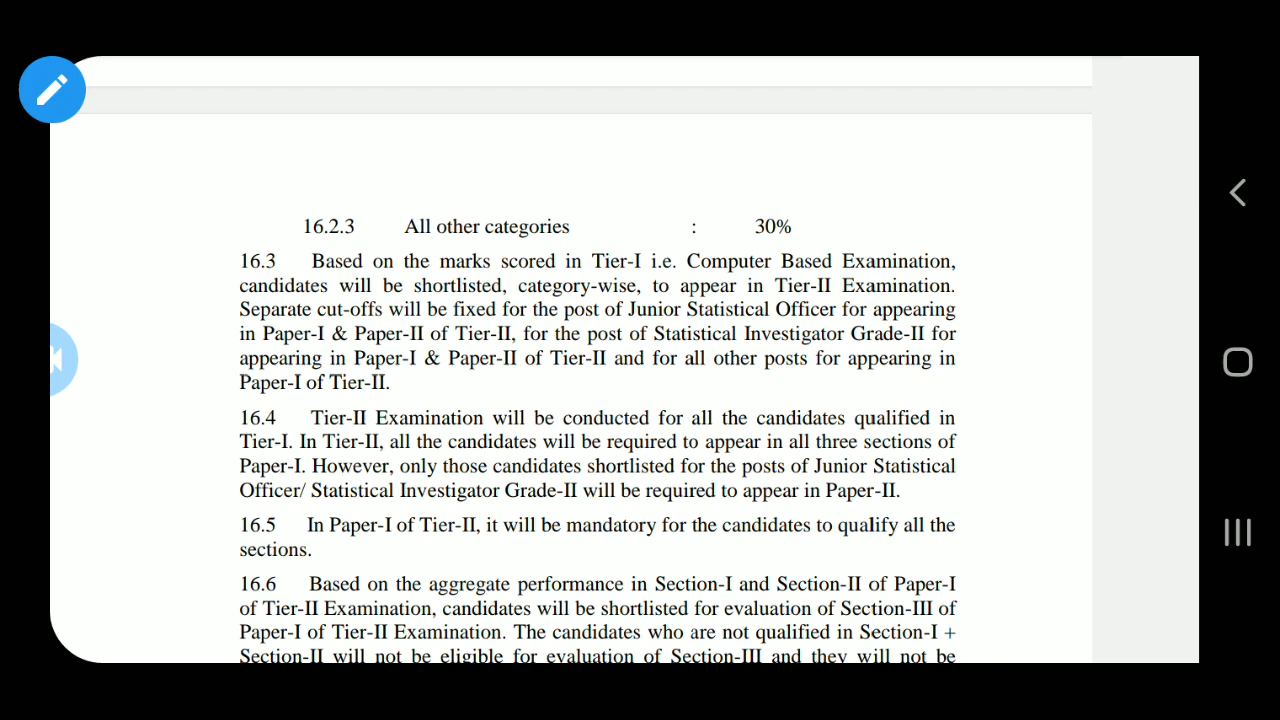 16.2.3 All other categories : 30%
16.3 Based on the marks scored in Tier-I i.e. Computer Based Examination,
candidates will be shortlisted, category-wise, to appear in Tier-II Examination.
Separate cut-offs will be fixed for the post of Junior Statistical Officer for appearing
in Paper-I & Paper-II of Tier-II, for the post of Statistical Investigator Grade-II for
appearing in Paper-I & Paper-II of Tier-II and for all other posts for appearing in
Paper-I of Tier-II.
16.4 Tier-II Examination will be conducted for all the candidates qualified in
Tier-I. In Tier-II, all the candidates will be required to appear in all three sections of
Paper-I. However, only those candidates shortlisted for the posts of Junior Statistical
Officer/ Statistical Investigator Grade-II will be required to appear in Paper-II.
16.5 In Paper-I of Tier-II, it will be mandatory for the candidates to qualify all the
sections.
16.6 Based on the aggregate performance in Section-I and Section-II of Paper-I
of Tier-II Examination, candidates will be shortlisted for evaluation of Section-III of
Paper-I of Tier-II Examination. The candidates who are not qualified in Section-I +
Section-II will not be eligible for evaluation of Section-III and they will not be